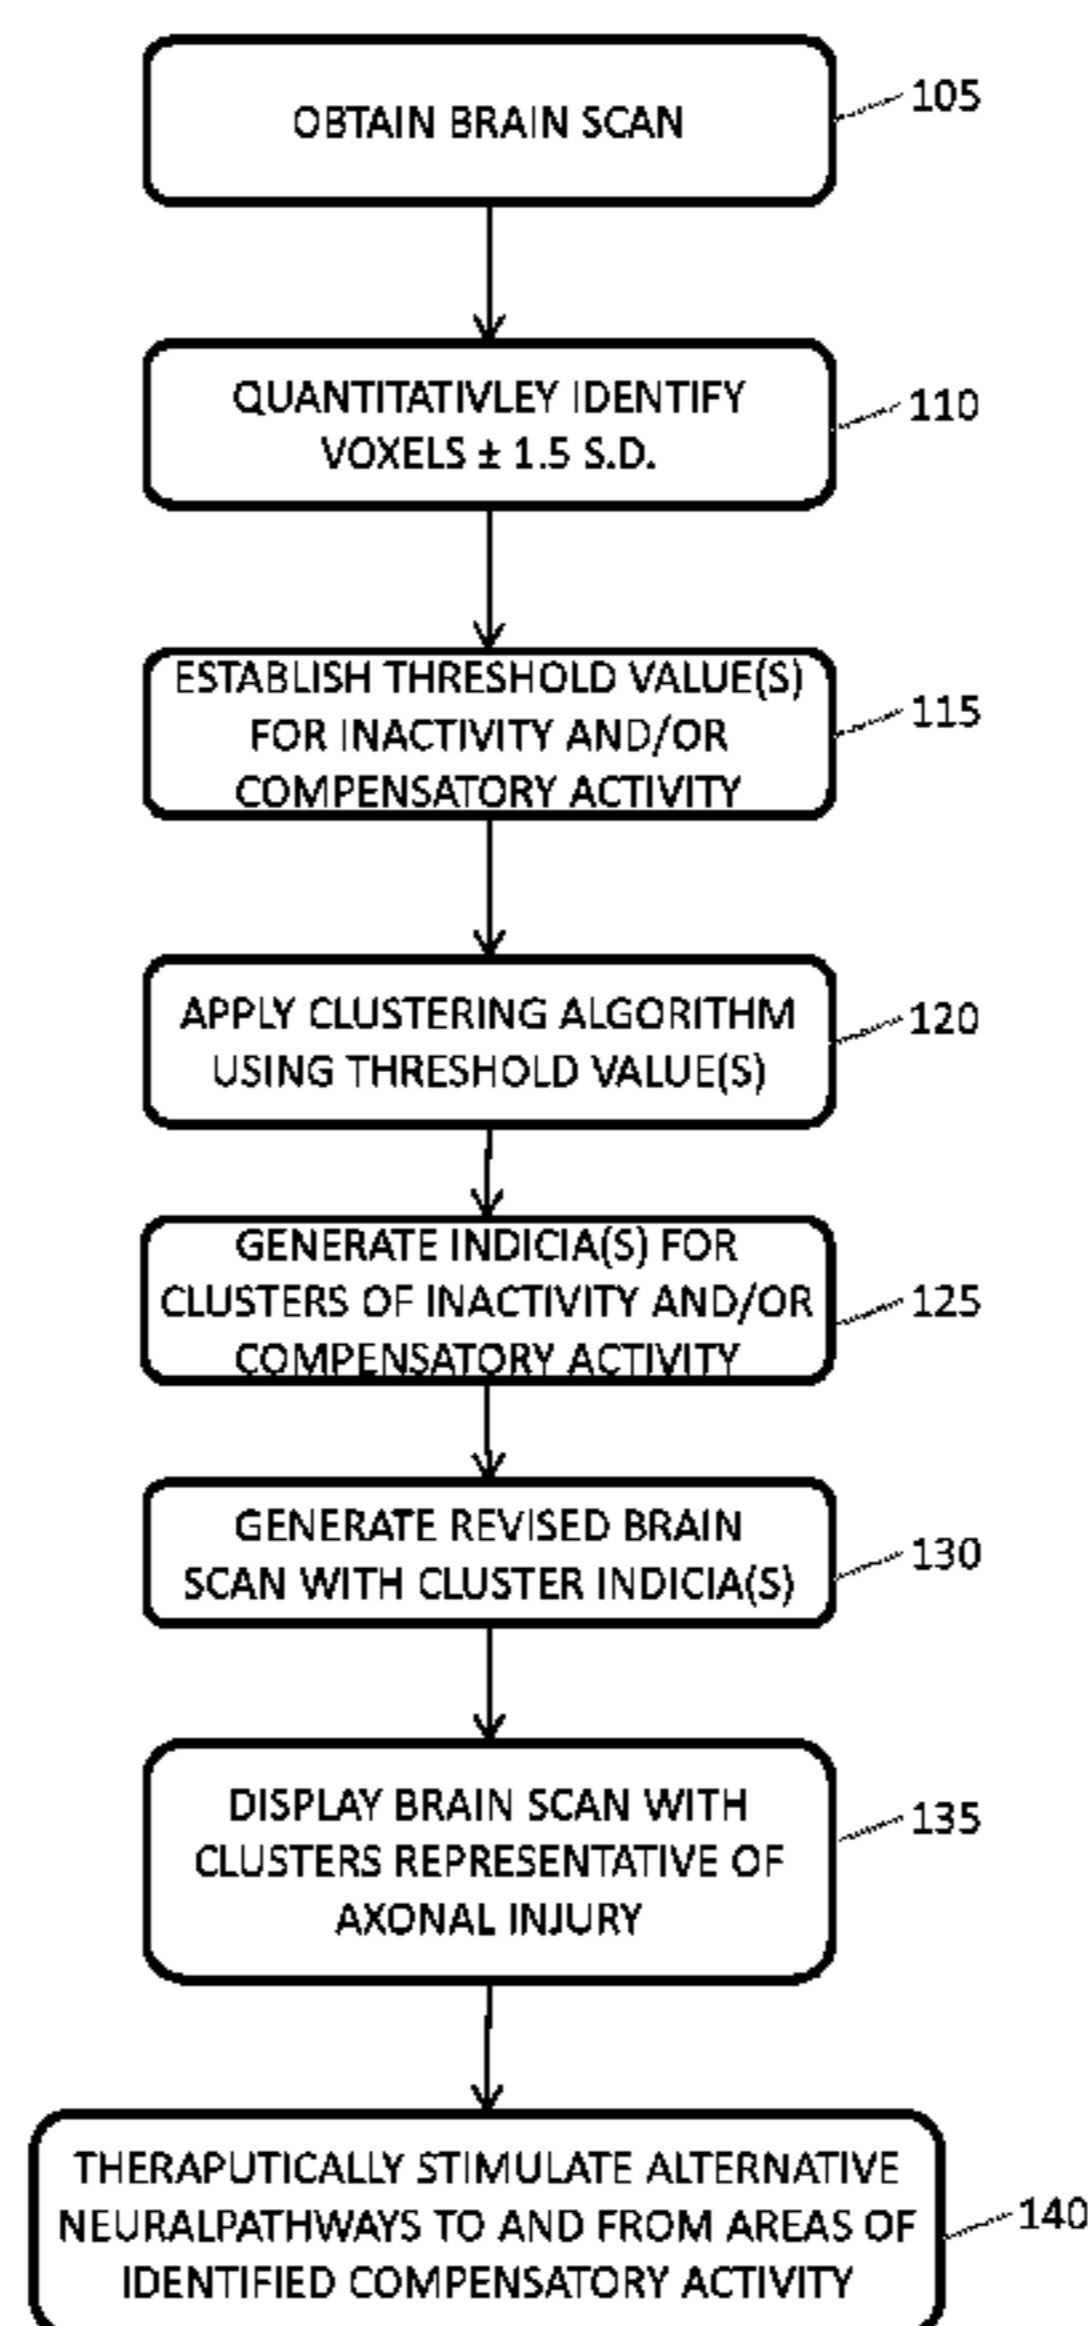 OBTAIN BRAIN SCAN
105
QUANTITATIVLEY IDENTIFY
VOXELS ± 1.5 S.D.
110
ESTABLISH THRESHOLD VALUE(S)
FOR INACTIVITY AND/OR
COMPENSATORY ACTIVITY
115
APPLY CLUSTERING ALGORITHM
USING THRESHOLD VALUE(S)
120
GENERATE INDICIA(S) FOR
CLUSTERS OF INACTIVITY AND/OR
COMPENSATORY ACTIVITY
125
GENERATE REVISED BRAIN
SCAN WITH CLUSTER INDICIA(S)
130
DISPLAY BRAIN SCAN WITH
CLUSTERS REPRESENTATIVE OF
AXONAL INJURY
135
THERAPUTICALLY STIMULATE ALTERNATIVE
NEURALPATHWAYS TO AND FROM AREAS OF
IDENTIFIED COMPENSATORY ACTIVITY
140